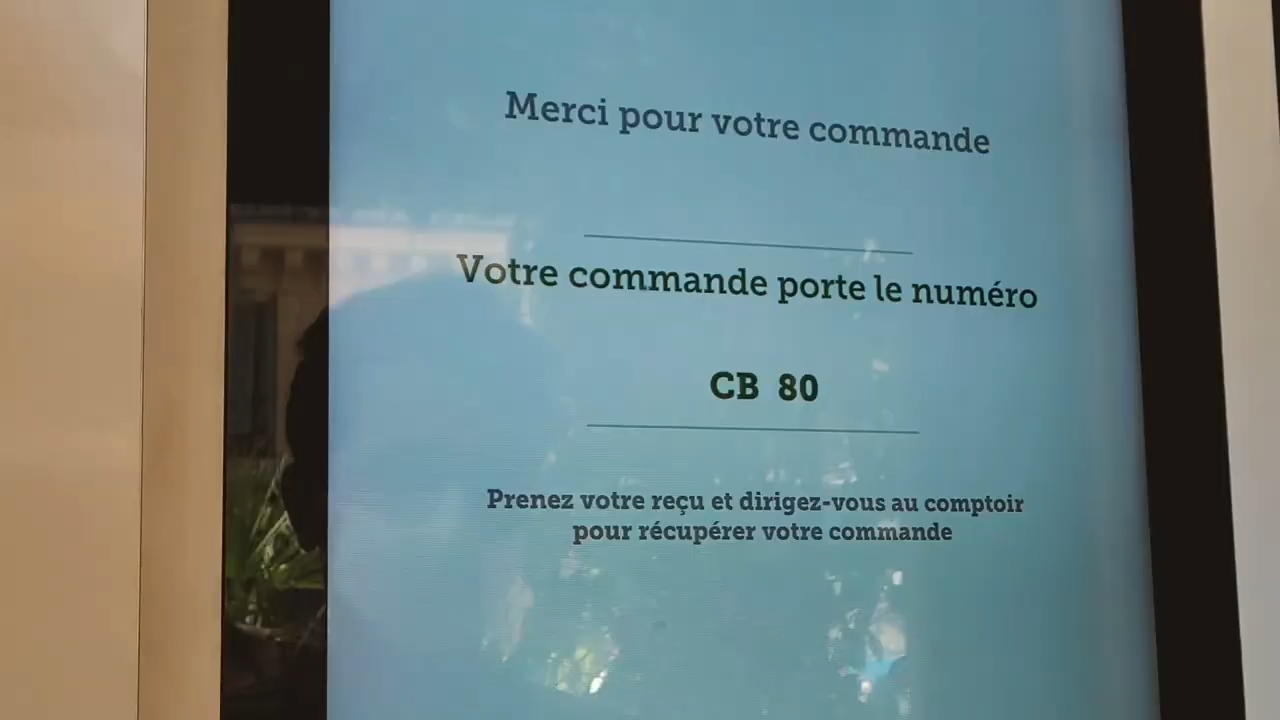 Merci pour votre commande
Votre commande porte le numéro
CB 80
Prenez votre reçu et dirigez-vous au comptoir
pour récupérer votre commande